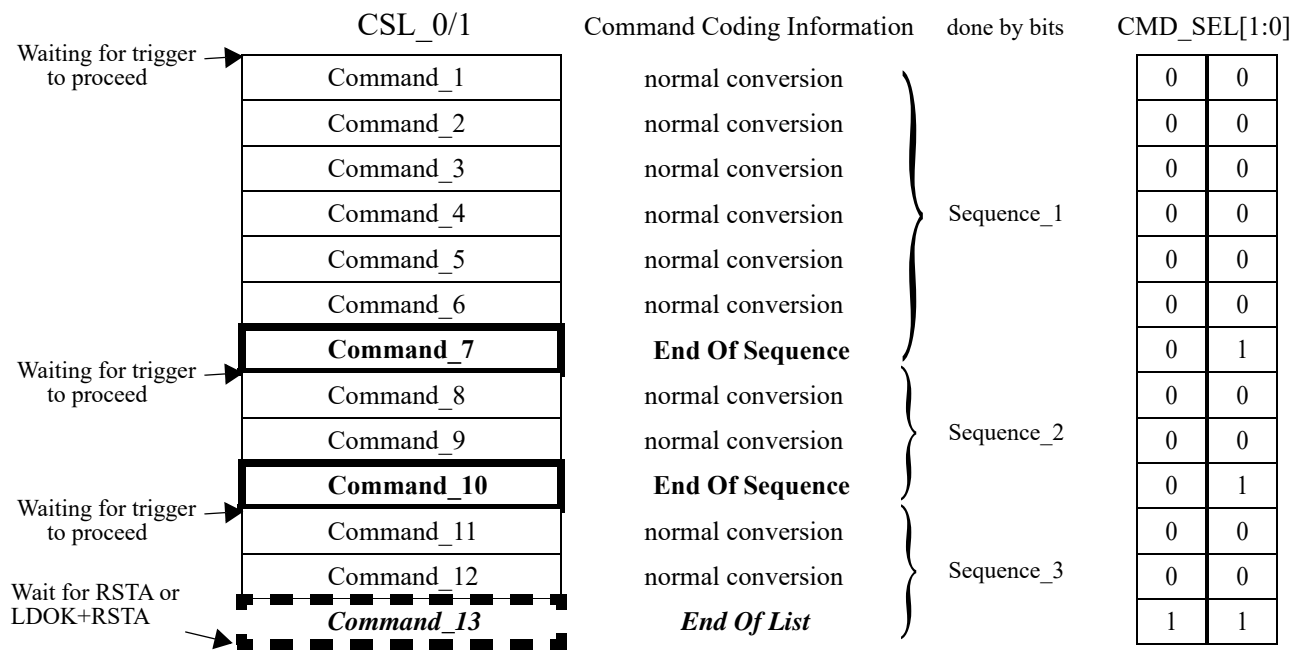 CSL_0/1 Command Coding Information done by bits CMD_SEL[1:0]
Waiting for trigger
to proceed
Command_1 normal conversion 0 0
Command_2 normal conversion 0 0
Command_3 normal conversion 0 0
Command_4 normal conversion Sequence_1 0 0
Command_5 normal conversion 0 0
Command_6 normal conversion 0 0
Command_7 End Of Sequence 0 1
Waiting for trigger
to proceed
Command_8 normal conversion 0 0
Command_9 normal conversion Sequence_2 0 0
Command_10 End Of Sequence 0 1
Waiting for trigger
to proceed
Command_11 normal conversion 0 0
Command_12 normal conversion Sequence_3 0 0
Wait for RSTA or
LDOK+RSTA
Command_13 End Of List 1 1